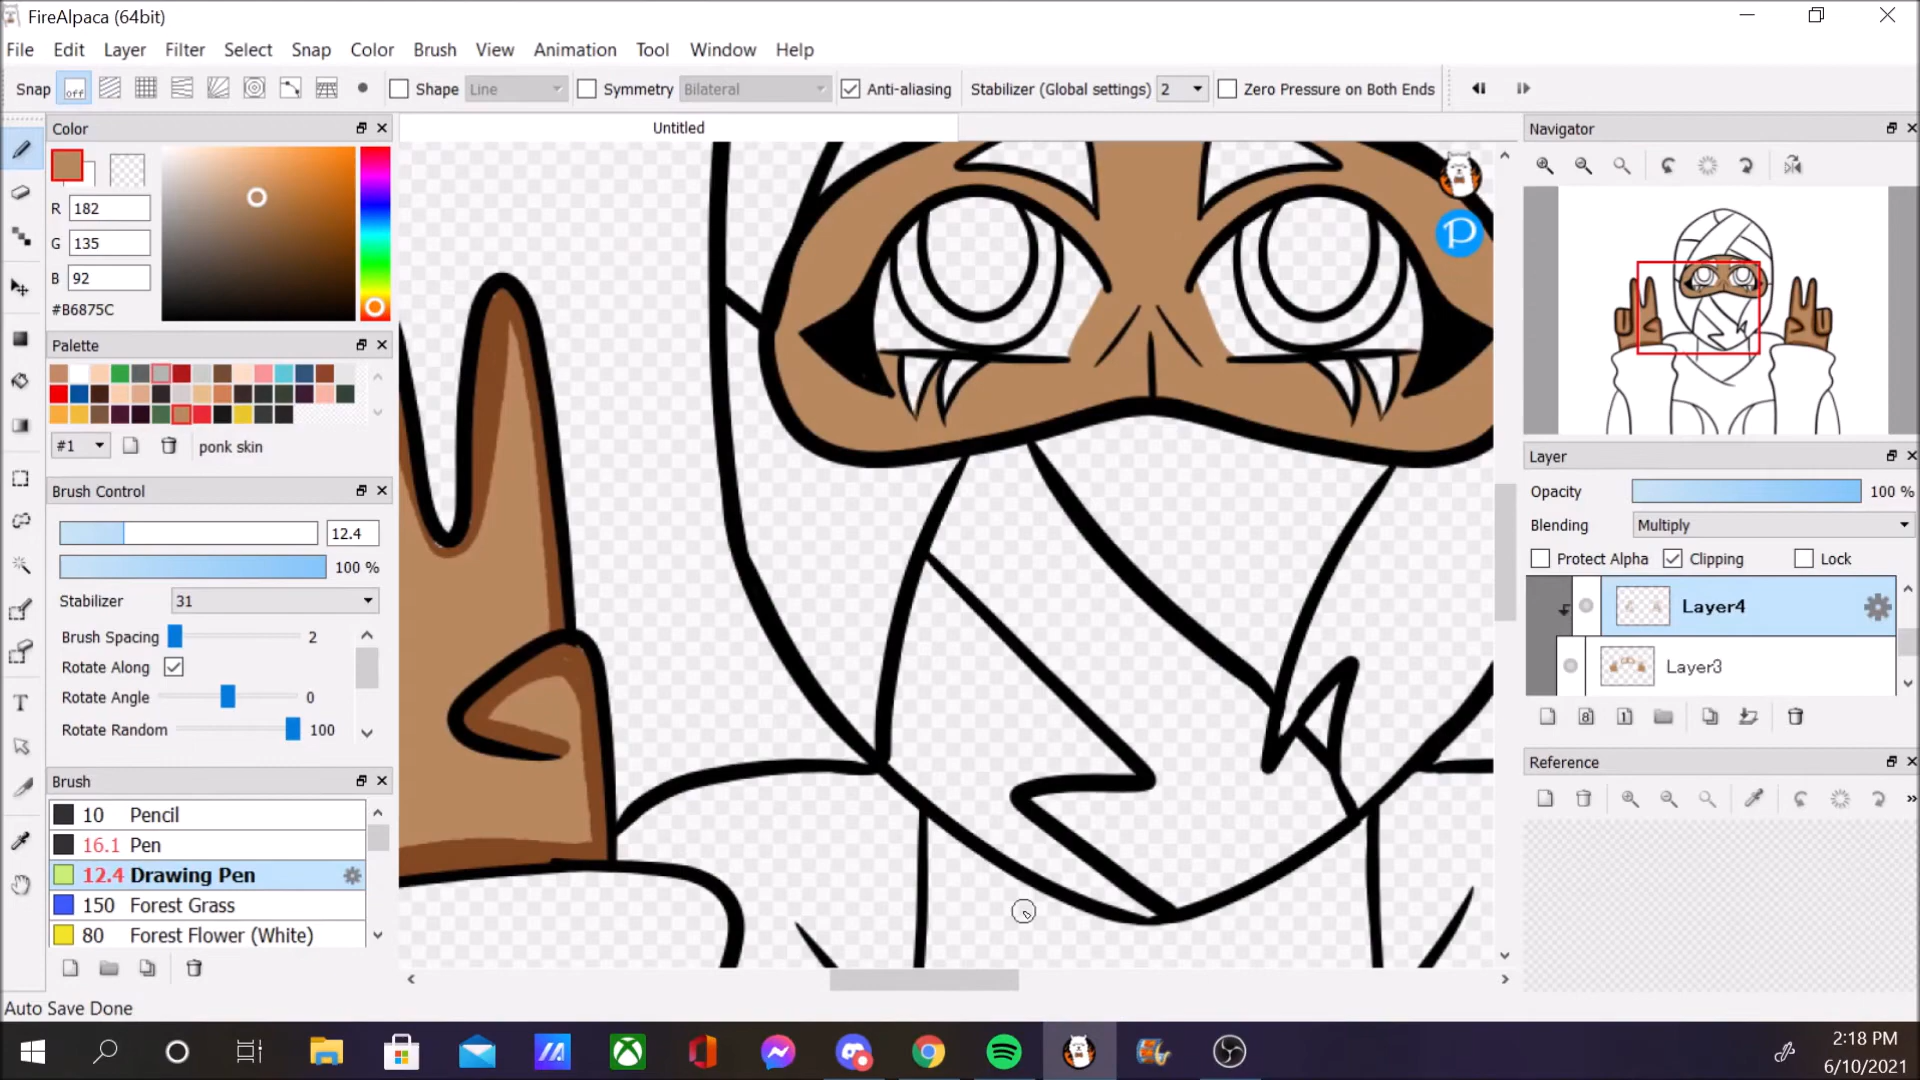 FireAlpaca (64bit)
File Edit Layer Filter Select Snap Color Brush View Animation Tool Window Help
Snap off Shape Line Symmetry Bilateral Anti-aliasing Stabilizer (Global settings) 2 Zero Pressure on Both Ends
Color
Untitled
Navigator
R 182
G 135
B 92
#B6875C
Palette
#1 ponk skin
Brush Control
12.4
100 %
Stabilizer 31
Brush Spacing 2
Rotate Along
Rotate Angle 0
Rotate Random 100
Brush
10 Pencil
16.1 Pen
12.4 Drawing Pen
150 Forest Grass
80 Forest Flower (White)
P
Layer
Opacity 100 %
Blending Multiply
Protect Alpha Clipping Lock
Layer4
Layer3
8 1
Reference
Auto Save Done
2:18 PM
6/10/2021